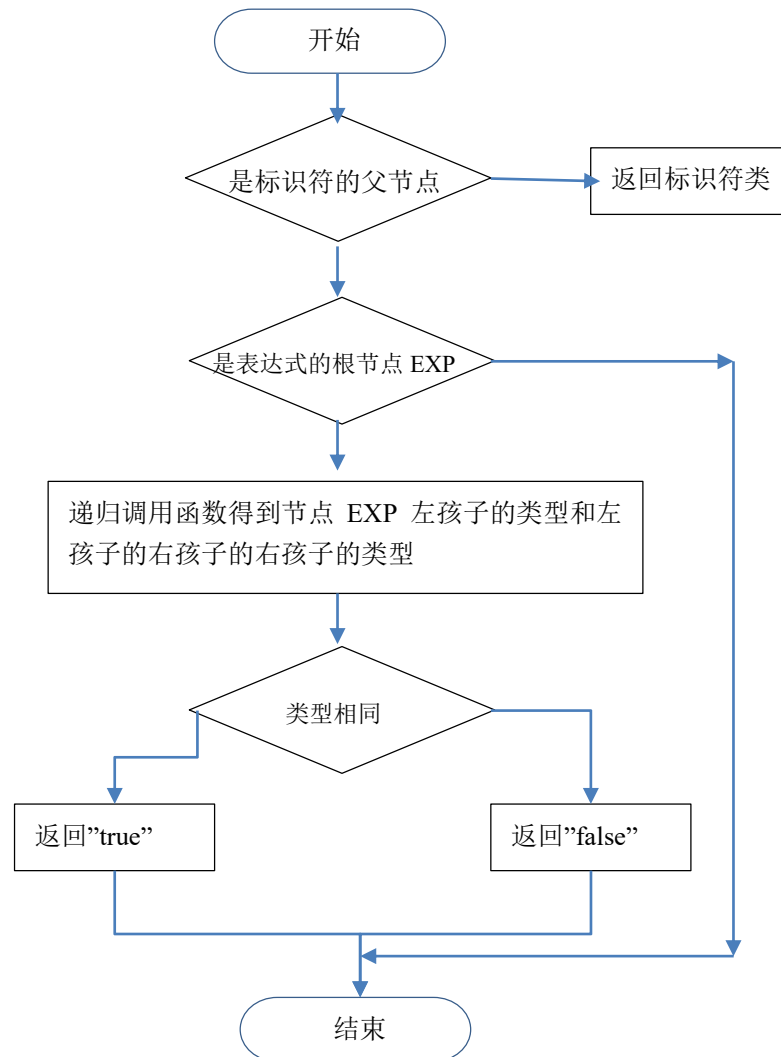 开始
是标识符的父节点
返回标识符类
是表达式的根节点 EXP
递归调用函数得到节点 EXP 左孩子的类型和左
孩子的右孩子的右孩子的类型
类型相同
返回”true”
返回”false”
结束